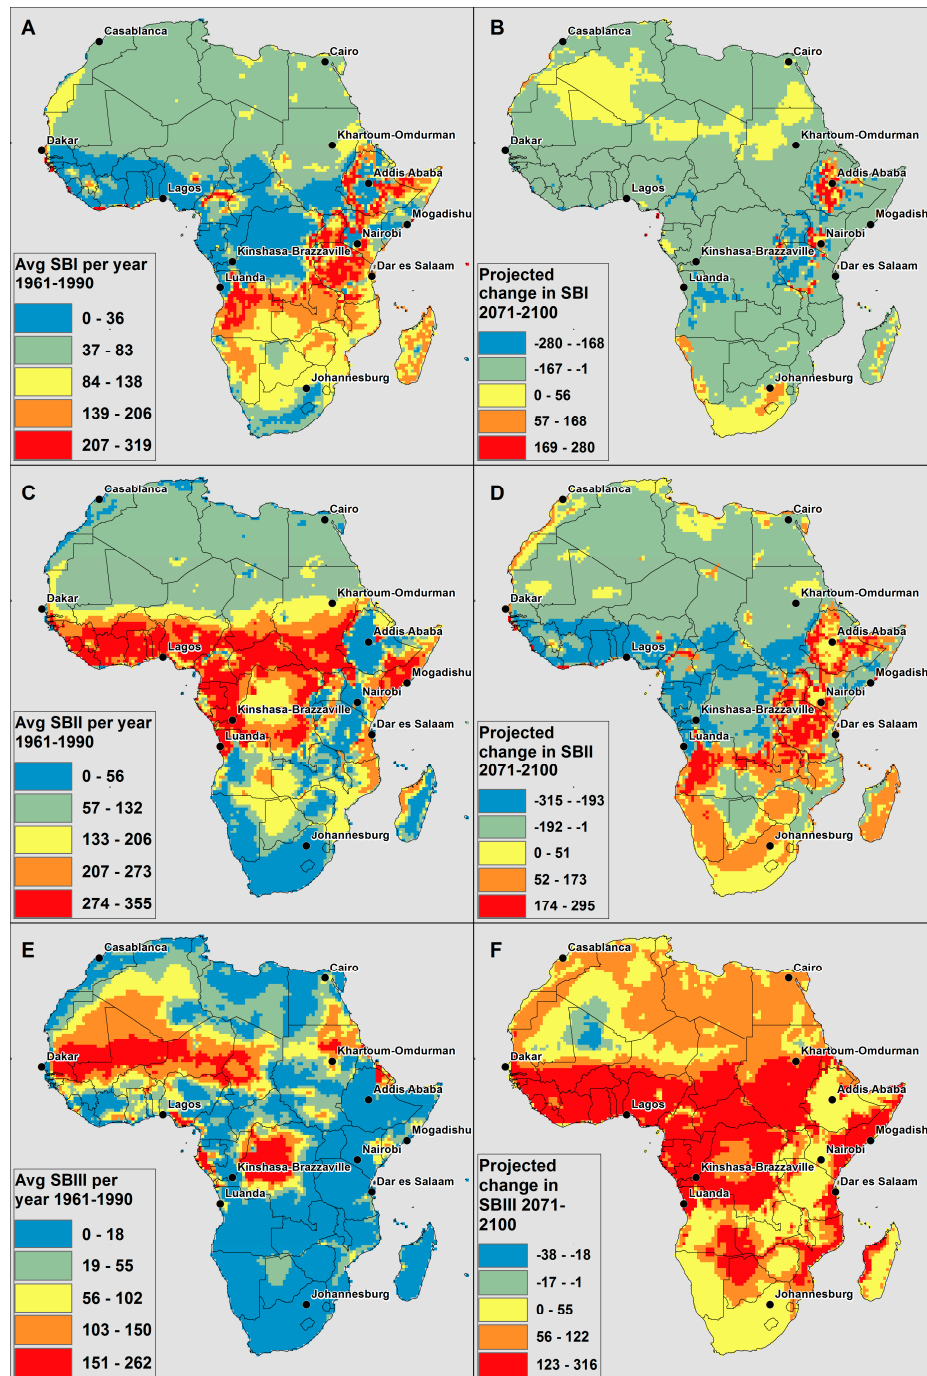 A
Casablanca
Cairo
Khartoum-Omdurman
Dakar
Addis Ababa
Lagos
Mogadishu
Nairobi
Kinshasa-Brazzaville
Dar es Salaam
Luanda
Johannesburg
Avg SBI per year
1961-1990
0 - 36
37 - 83
84 - 138
139 - 206
207 - 319
B
Casablanca
Cairo
Khartoum-Omdurman
Dakar
Addis Ababa
Lagos
Mogadishu
Nairobi
Kinshasa-Brazzaville
Dar es Salaam
Luanda
Johannesburg
Projected
change in SBI
2071-2100
-280 - -168
-167 - -1
0 - 56
57 - 168
169 - 280
C
Casablanca
Cairo
Khartoum-Omdurman
Dakar
Addis Ababa
Lagos
Mogadishu
Nairobi
Kinshasa-Brazzaville
Dar es Salaam
Luanda
Johannesburg
Avg SBII per year
1961-1990
0 - 56
57 - 132
133 - 206
207 - 273
274 - 355
D
Casablanca
Cairo
Khartoum-Omdurman
Dakar
Addis Ababa
Lagos
Mogadishu
Nairobi
Kinshasa-Brazzaville
Dar es Salaam
Luanda
Johannesburg
Projected
change in SBII
2071-2100
-315 - -193
-192 - -1
0 - 51
52 - 173
174 - 295
E
Casablanca
Cairo
Khartoum-Omdurman
Dakar
Addis Ababa
Lagos
Mogadishu
Nairobi
Kinshasa-Brazzaville
Dar es Salaam
Luanda
Johannesburg
Avg SBIII per
year 1961-1990
0 - 18
19 - 55
56 - 102
103 - 150
151 - 262
F
Casablanca
Cairo
Khartoum-Omdurman
Dakar
Addis Ababa
Lagos
Mogadishu
Nairobi
Kinshasa-Brazzaville
Dar es Salaam
Luanda
Johannesburg
Projected
change in
SBIII 2071-
2100
-38 - -18
-17 - -1
0 - 55
56 - 122
123 - 316